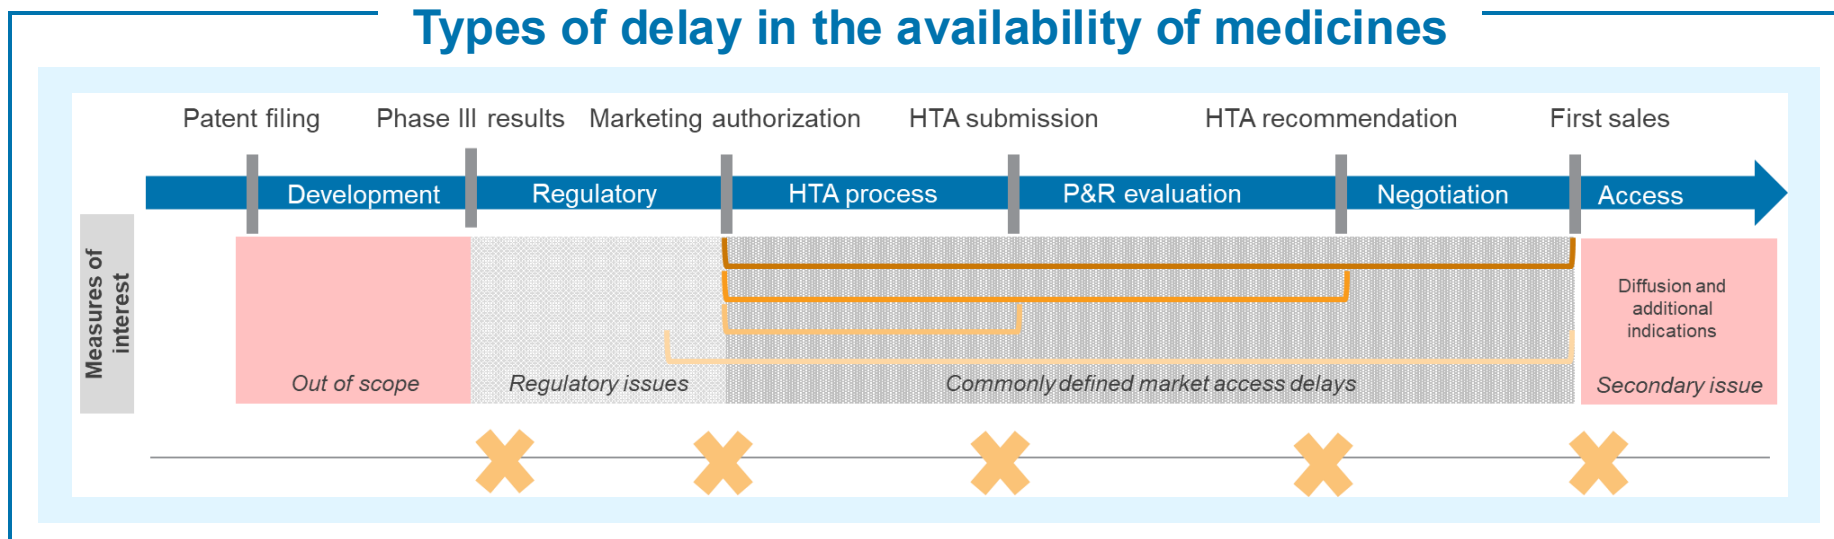 Types of delay in the availability of medicines
Patent filing
Phase III results
Marketing authorization
HTA submission
HTA recommendation
First sales
Development
Regulatory
HTA process
P&R evaluation
Negotiation
Access
Measures of
interest
Out of scope
Regulatory issues
Commonly defined market access delays
Diffusion and
additional
indications
Secondary issue